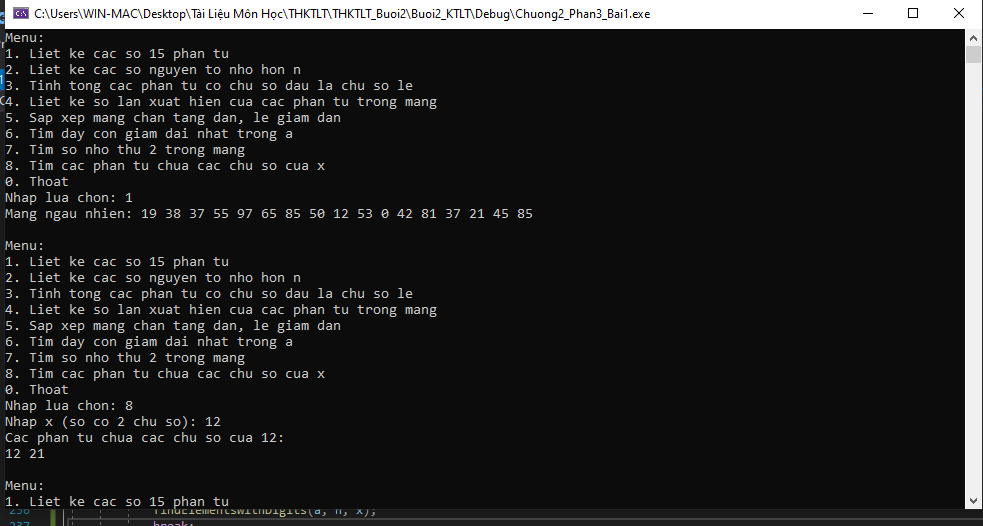 C:\Users\WIN-MAC\Desktop\Tài Liệu Môn Học\THKTLT\THKTLT_Buoi2\Buoi2_KTLT\Debug\Chuong2_Phan3_Bai1.exe
Menu:
1. Liet ke cac so 15 phan tu
2. Liet ke cac so nguyen to nho hon n
3. Tinh tong cac phan tu co chu so dau la chu so le
4. Liet ke so lan xuat hien cua cac phan tu trong mang
5. Sap xep mang chan tang dan, le giam dan
6. Tim day con giam dai nhat trong a
7. Tim so nho thu 2 trong mang
8. Tim cac phan tu chua cac chu so cua x
0. Thoat
Nhap lua chon: 1
Mang ngau nhien: 19 38 37 55 97 65 85 50 12 53 0 42 81 37 21 45 85
Menu:
1. Liet ke cac so 15 phan tu
2. Liet ke cac so nguyen to nho hon n
3. Tinh tong cac phan tu co chu so dau la chu so le
4. Liet ke so lan xuat hien cua cac phan tu trong mang
5. Sap xep mang chan tang dan, le giam dan
6. Tim day con giam dai nhat trong a
7. Tim so nho thu 2 trong mang
8. Tim cac phan tu chua cac chu so cua x
0. Thoat
Nhap lua chon: 8
Nhap x (so co 2 chu so): 12
Cac phan tu chua cac chu so cua 12:
12 21
Menu:
1. Liet ke cac so 15 phan tu
236 findElementsWithDigits(a, n, x);
237 break;